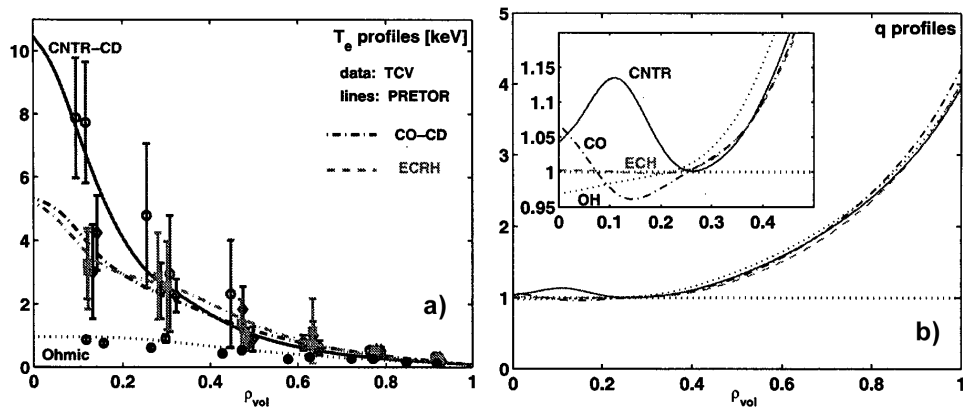 T_e profiles [keV]
CNTR-CD
data: TCV
lines: PRETOR
CO-CD
ECRH
Ohmic
a)
10
8
6
4
2
0
0 0.2 0.4 0.6 0.8 1
ρ_vol
q profiles
5
4
3
2
1
0
1.15
1.1
1.05
1
0.95
CNTR
CO
ECH
OH
0 0.1 0.2 0.3 0.4
b)
0 0.2 0.4 0.6 0.8 1
ρ_vol